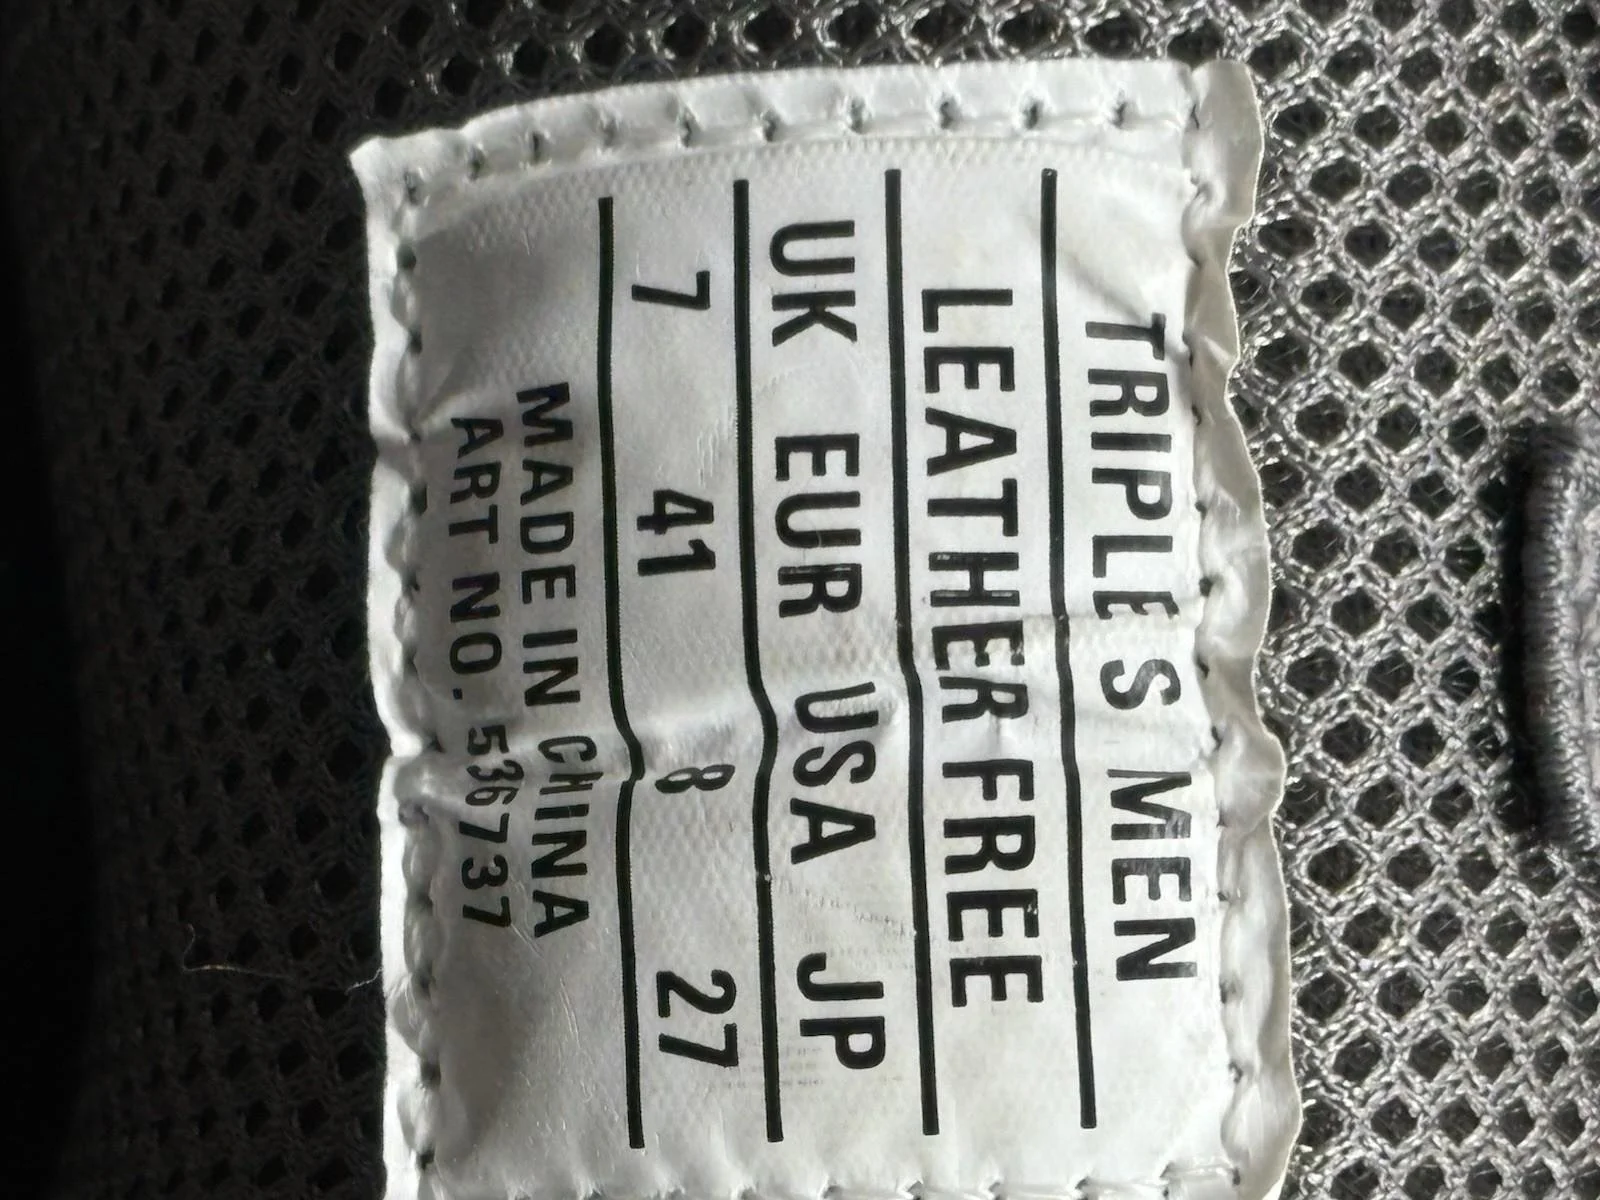 TRIPLE S MEN
LEATHER FREE
UK EUR USA JP
7 41 8 27
MADE IN CHINA
ART NO. 536737